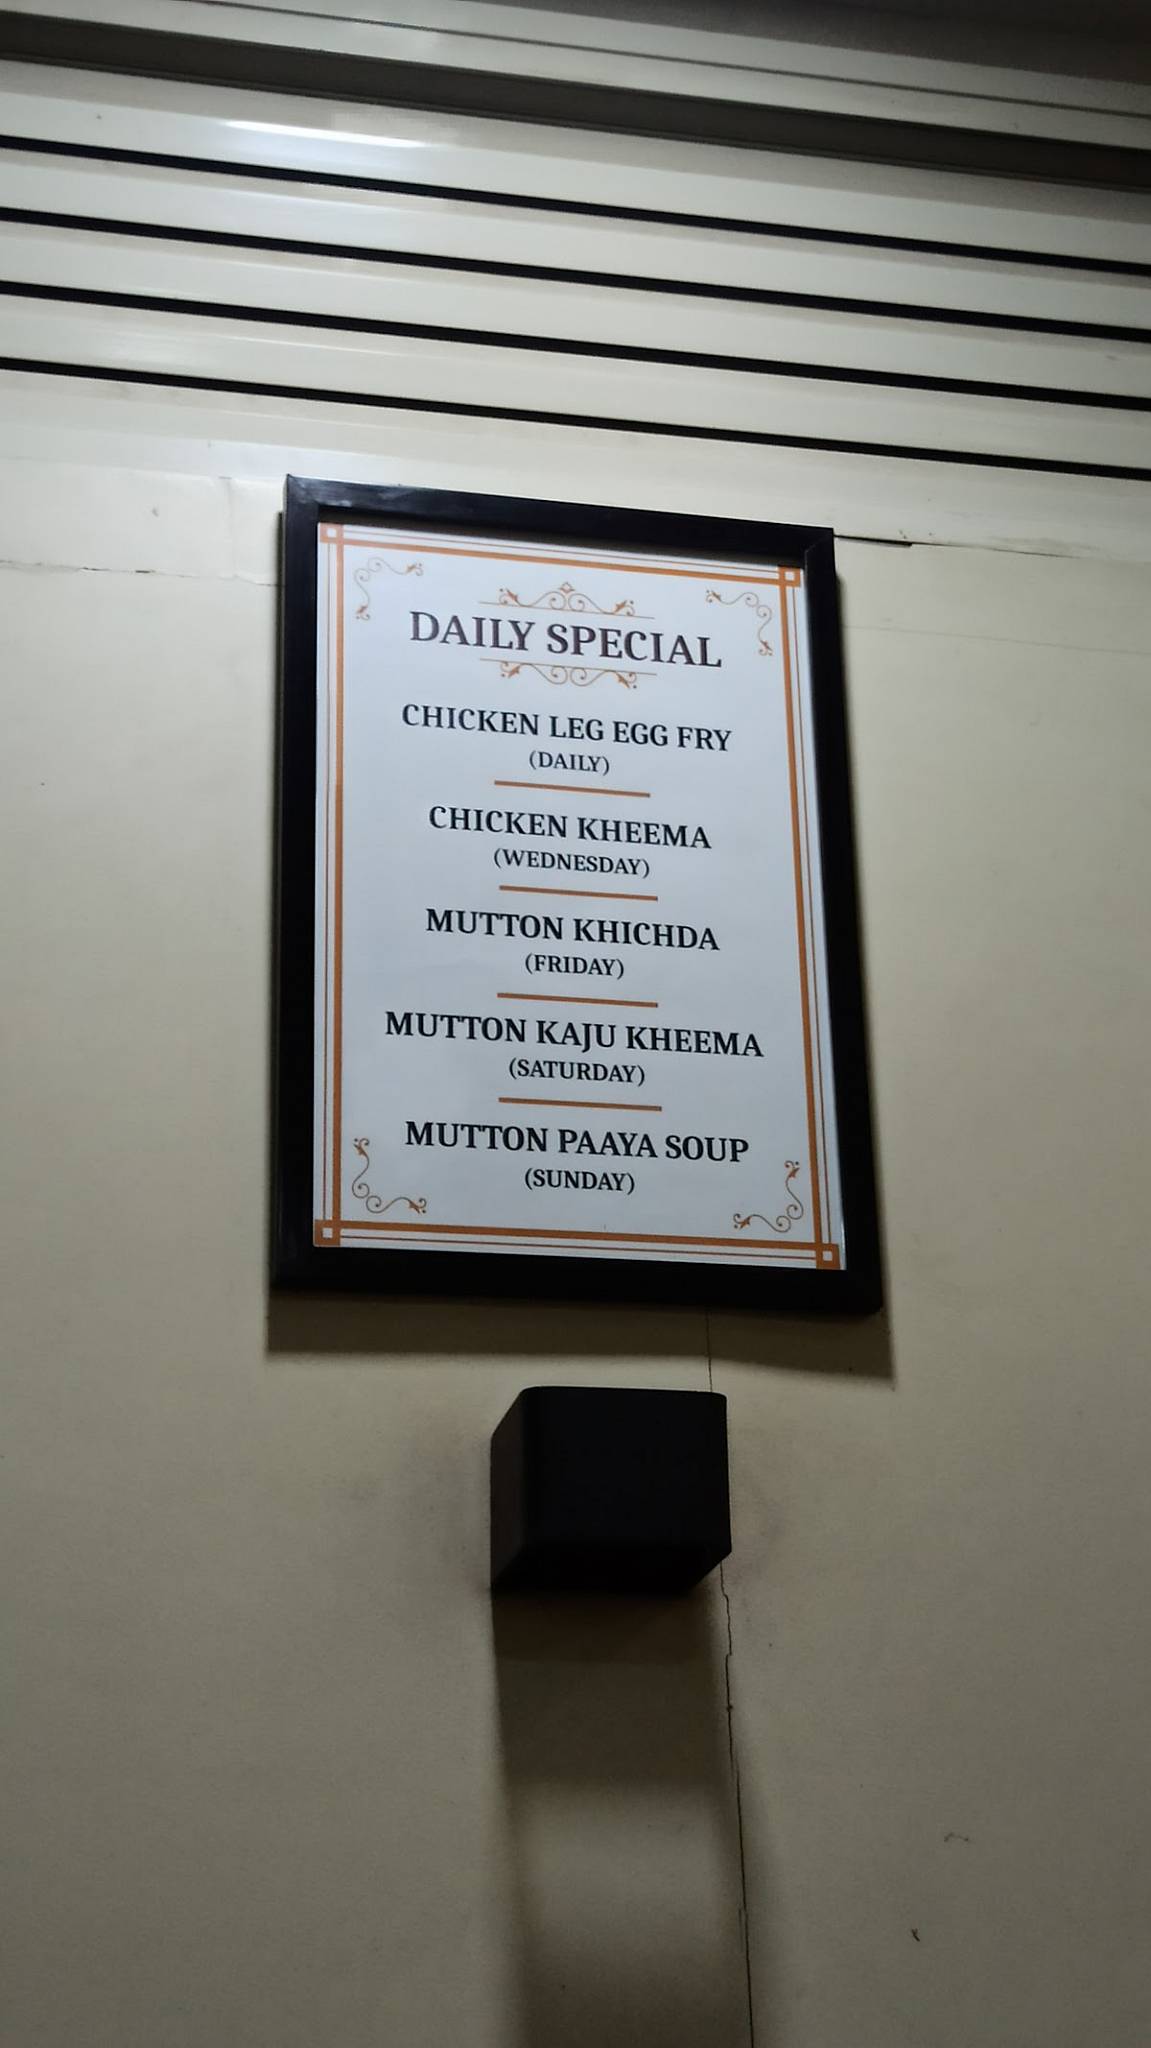 DAILY SPECIAL
CHICKEN LEG EGG FRY
(DAILY)
CHICKEN KHEEMA
(WEDNESDAY)
MUTTON KHICHDA
(FRIDAY)
MUTTON KAJU KHEEMA
(SATURDAY)
MUTTON PAAYA SOUP
(SUNDAY)